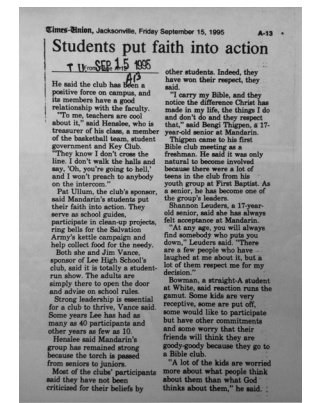 Times-Union, Jacksonville, Friday September 15, 1995
A-13
Students put faith into action
T U SEP 15 1995
From A-13
AP
He said the club has been a
positive force on campus, and
its members have a good
relationship with the faculty.
"To me, teachers are cool
about it," said Henslee, who is
treasurer of his class, a member
of the basketball team, student
government and Key Club.
"They know I don't cross the
line. I don't walk the halls and
say, 'Oh, you're going to hell,'
and I won't preach to anybody
on the intercom."
Pat Ullum, the club's sponsor,
said Mandarin's students put
their faith into action. They
serve as school guides,
participate in clean-up projects,
ring bells for the Salvation
Army's kettle campaign and
help collect food for the needy.
Both she and Jim Vance,
sponsor of Lee High School's
club, said it is totally a student-
run show. The adults are
simply there to open the door
and advise on school rules.
Strong leadership is essential
for a club to thrive, Vance said.
Some years Lee has had as
many as 40 participants and
other years as few as 10.
Henslee said Mandarin's
group has remained strong
because the torch is passed
from seniors to juniors.
Most of the clubs' participants
said they have not been
criticized for their beliefs by
other students. Indeed, they
have won their respect, they
said.
"I carry my Bible, and they
notice the difference Christ has
made in my life, the things I do
and don't do and they respect
that," said Bengi Thigpen, a 17-
year-old senior at Mandarin.
Thigpen came to his first
Bible club meeting as a
freshman. He said it was only
natural to become involved
because there were a lot of
teens in the club from his
youth group at First Baptist. As
a senior, he has become one of
the group's leaders.
Shannon Leuders, a 17-year-
old senior, said she has always
felt acceptance at Mandarin.
"At any age, you will always
find somebody who puts you
down," Leuders said. "There
are a few people who have
laughed at me about it, but a
lot of them respect me for my
decision."
Bowman, a straight-A student
at White, said reaction runs the
gamut. Some kids are very
receptive, some are put off,
some would like to participate
but have other commitments
and some worry that their
friends will think they are
goody-goody because they go to
a Bible club.
"A lot of the kids are worried
more about what people think
about them than what God
thinks about them," he said.